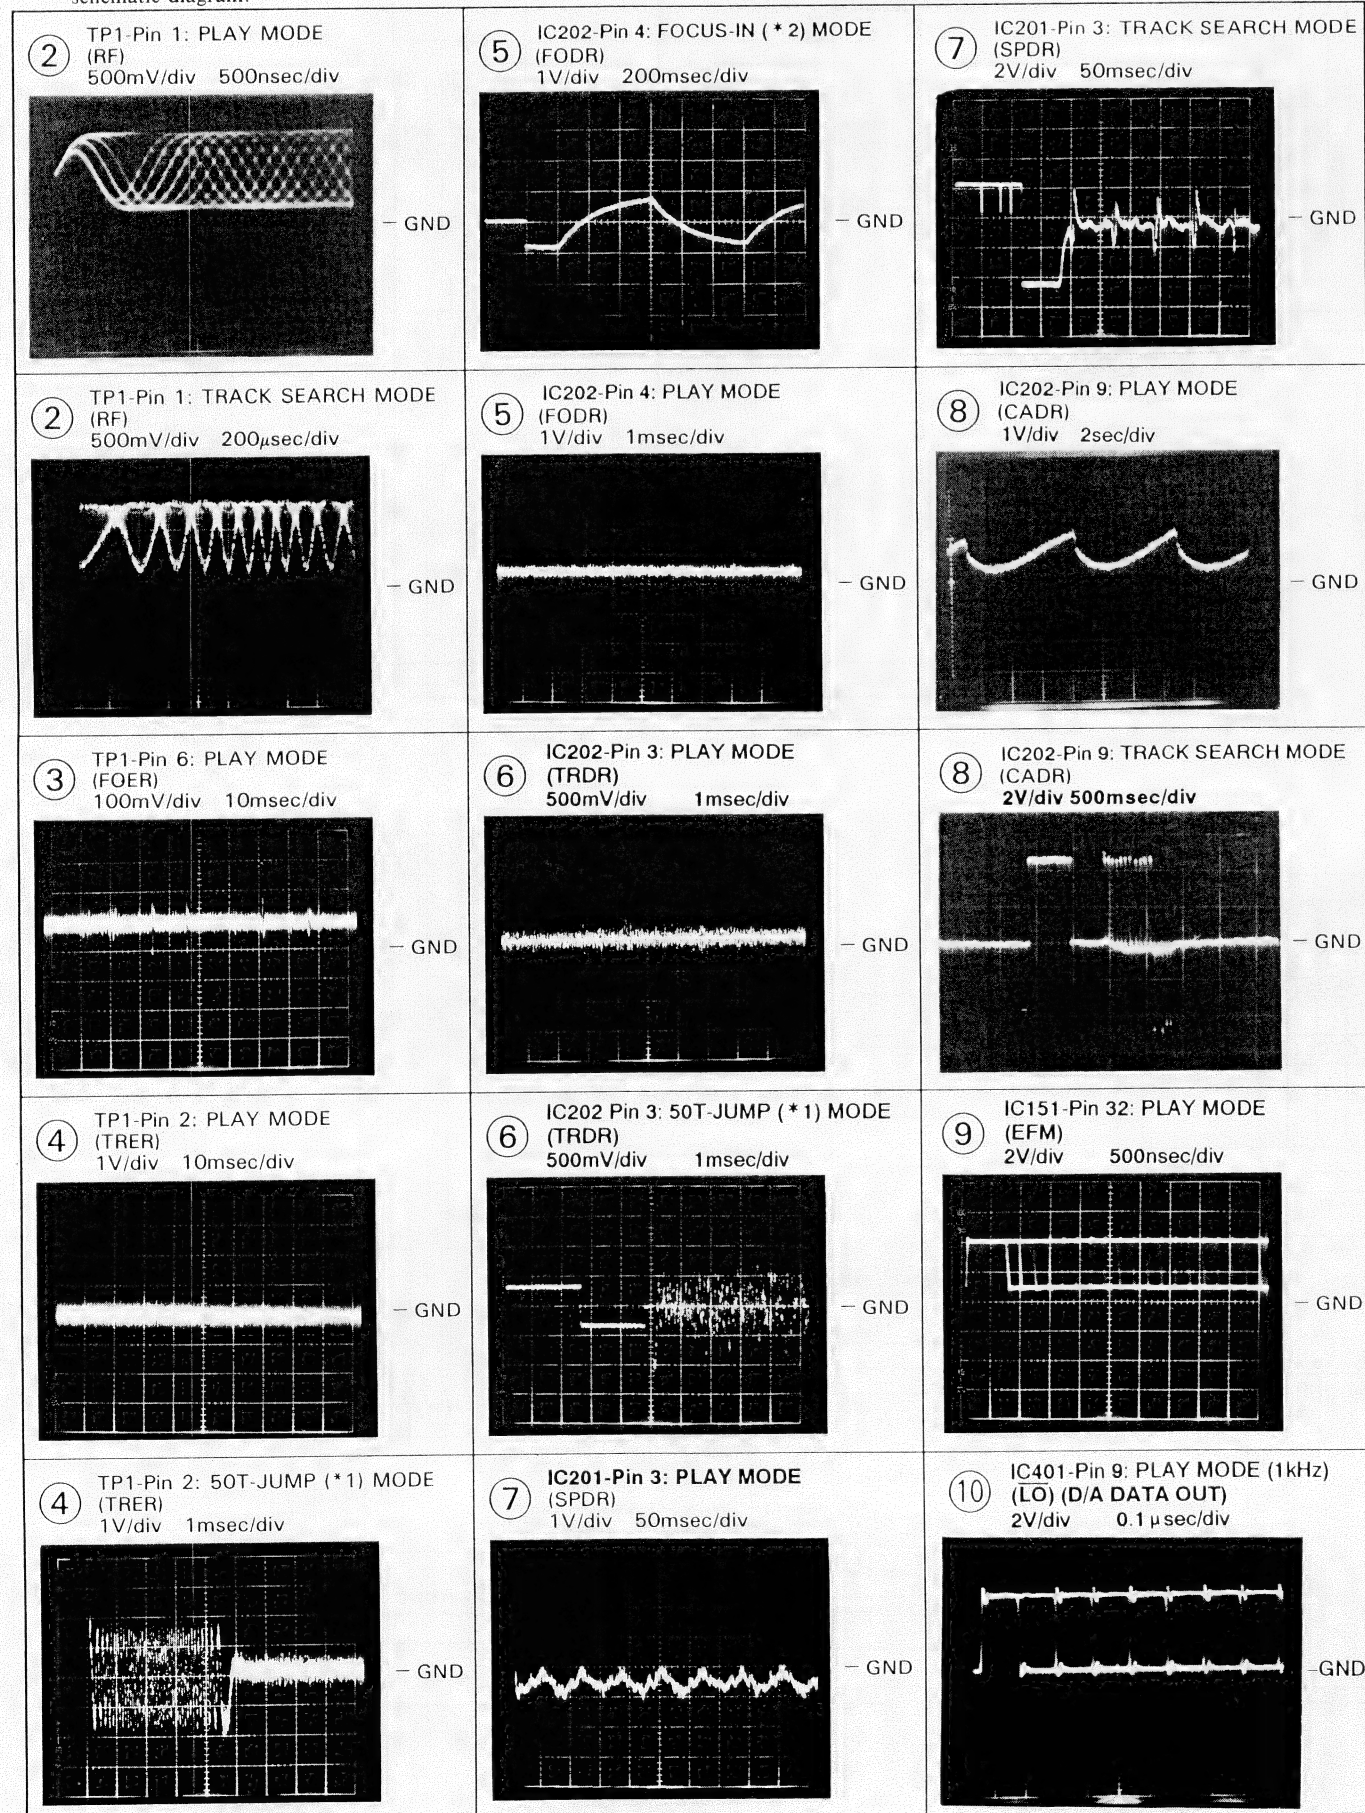 schematic diagram.
② TP1-Pin 1: PLAY MODE
(RF)
500mV/div 500nsec/div
— GND
⑤ IC202-Pin 4: FOCUS-IN (*2) MODE
(FODR)
1V/div 200msec/div
— GND
⑦ IC201-Pin 3: TRACK SEARCH MODE
(SPDR)
2V/div 50msec/div
— GND
② TP1-Pin 1: TRACK SEARCH MODE
(RF)
500mV/div 200μsec/div
— GND
⑤ IC202-Pin 4: PLAY MODE
(FODR)
1V/div 1msec/div
— GND
⑧ IC202-Pin 9: PLAY MODE
(CADR)
1V/div 2sec/div
— GND
③ TP1-Pin 6: PLAY MODE
(FOER)
100mV/div 10msec/div
— GND
⑥ IC202-Pin 3: PLAY MODE
(TRDR)
500mV/div 1msec/div
— GND
⑧ IC202-Pin 9: TRACK SEARCH MODE
(CADR)
2V/div 500msec/div
— GND
④ TP1-Pin 2: PLAY MODE
(TRER)
1V/div 10msec/div
— GND
⑥ IC202 Pin 3: 50T-JUMP (*1) MODE
(TRDR)
500mV/div 1msec/div
— GND
⑨ IC151-Pin 32: PLAY MODE
(EFM)
2V/div 500nsec/div
— GND
④ TP1-Pin 2: 50T-JUMP (*1) MODE
(TRER)
1V/div 1msec/div
— GND
⑦ IC201-Pin 3: PLAY MODE
(SPDR)
1V/div 50msec/div
— GND
⑩ IC401-Pin 9: PLAY MODE (1kHz)
(L̅O̅) (D/A DATA OUT)
2V/div 0.1 μsec/div
—GND